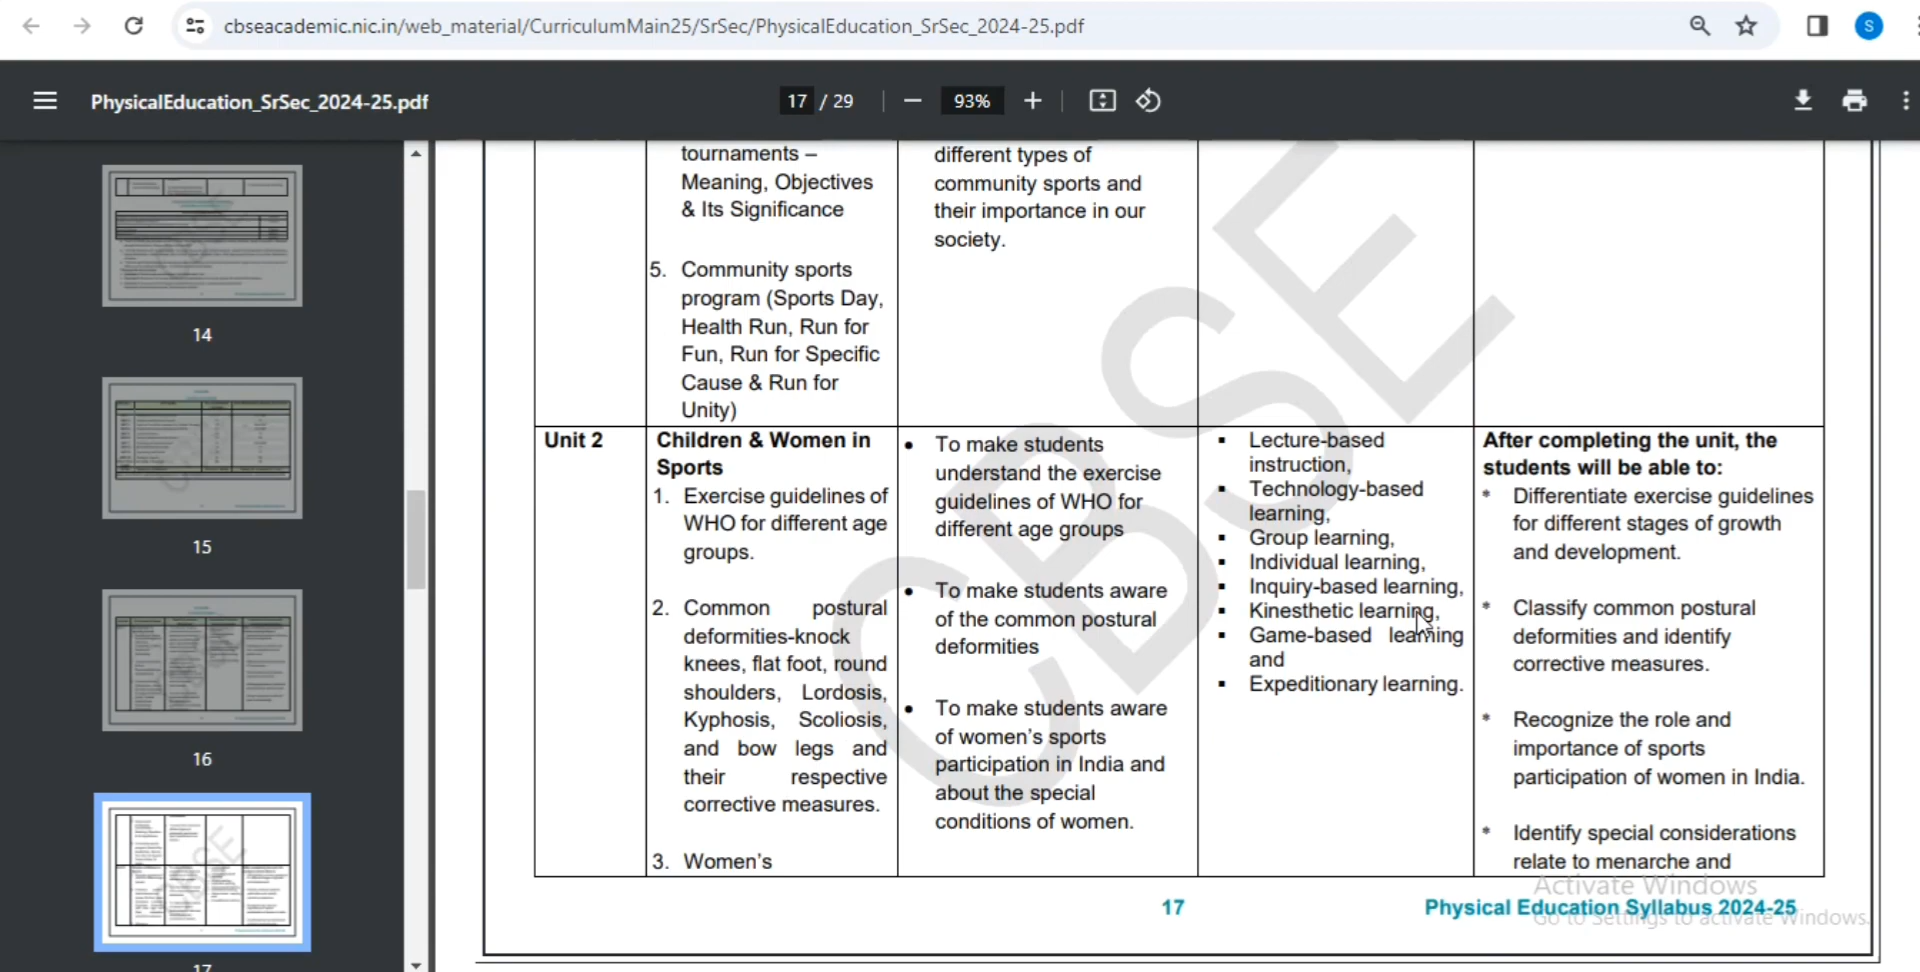 cbseacademic.nic.in/web_material/CurriculumMain25/SrSec/PhysicalEducation_SrSec_2024-25.pdf
S
PhysicalEducation_SrSec_2024-25.pdf
17 / 29
93%
14
15
16
17
tournaments –
Meaning, Objectives
& Its Significance
5. Community sports
program (Sports Day,
Health Run, Run for
Fun, Run for Specific
Cause & Run for
Unity)
different types of
community sports and
their importance in our
society.
Unit 2
Children & Women in
Sports
1. Exercise guidelines of
WHO for different age
groups.
2. Common postural
deformities-knock
knees, flat foot, round
shoulders, Lordosis,
Kyphosis, Scoliosis,
and bow legs and
their respective
corrective measures.
3. Women's
• To make students
understand the exercise
guidelines of WHO for
different age groups
• To make students aware
of the common postural
deformities
• To make students aware
of women's sports
participation in India and
about the special
conditions of women.
▪ Lecture-based
instruction,
▪ Technology-based
learning,
▪ Group learning,
▪ Individual learning,
▪ Inquiry-based learning,
▪ Kinesthetic learning,
▪ Game-based learning
and
▪ Expeditionary learning.
After completing the unit, the
students will be able to:
* Differentiate exercise guidelines
for different stages of growth
and development.
* Classify common postural
deformities and identify
corrective measures.
* Recognize the role and
importance of sports
participation of women in India.
* Identify special considerations
relate to menarche and
CBSE
17
Physical Education Syllabus 2024-25
Activate Windows
Go to Settings to activate Windows.